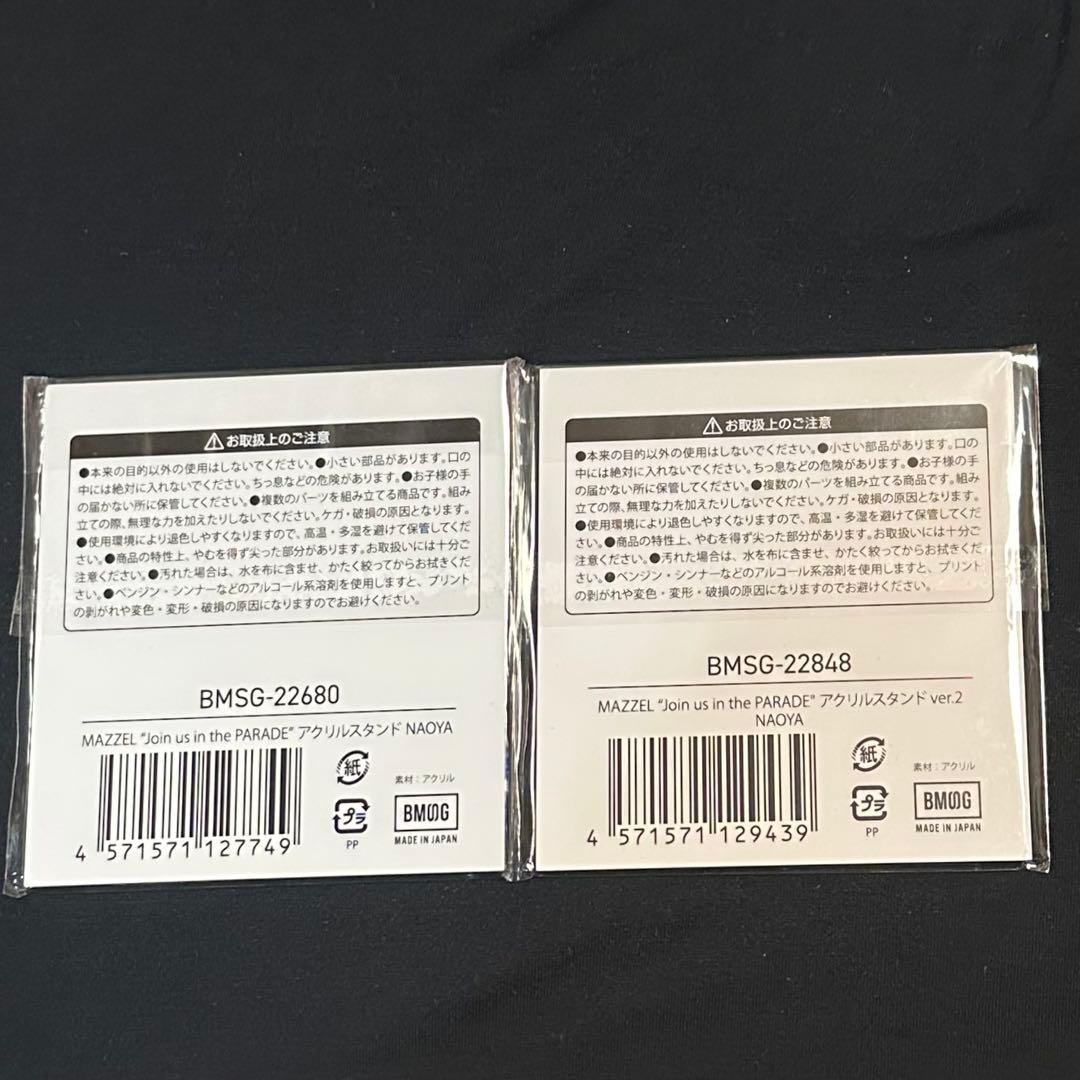 お取扱上のご注意
●本来の目的以外の使用はしないでください。●小さい部品があります。口の
中には絶対に入れないでください。ちっ息などの危険があります。●お子様の手
の届かない所に保管してください。●複数のパーツを組み立てる商品です。組み
立ての際、無理な力を加えたりしないでください。ケガ・破損の原因となります。
●使用環境により退色しやすくなりますので、高温・多湿を避けて保管してくだ
さい。●商品の特性上、やむを得ず尖った部分があります。お取扱いには十分ご
注意ください。●汚れた場合は、水を布に含ませ、かたく絞ってからお拭きくだ
さい。●ベンジン・シンナーなどのアルコール系溶剤を使用しますと、プリント
の剥がれや変色・変形・破損の原因になりますのでお避けください。
BMSG-22680
MAZZEL “Join us in the PARADE” アクリルスタンド NAOYA
4 571571 127749
紙
プラ
PP
素材：アクリル
BMSG
MADE IN JAPAN
お取扱上のご注意
●本来の目的以外の使用はしないでください。●小さい部品があります。口の
中には絶対に入れないでください。ちっ息などの危険があります。●お子様の手
の届かない所に保管してください。●複数のパーツを組み立てる商品です。組み
立ての際、無理な力を加えたりしないでください。ケガ・破損の原因となります。
●使用環境により退色しやすくなりますので、高温・多湿を避けて保管してくだ
さい。●商品の特性上、やむを得ず尖った部分があります。お取扱いには十分ご
注意ください。●汚れた場合は、水を布に含ませ、かたく絞ってからお拭きくだ
さい。●ベンジン・シンナーなどのアルコール系溶剤を使用しますと、プリント
の剥がれや変色・変形・破損の原因になりますのでお避けください。
BMSG-22848
MAZZEL “Join us in the PARADE” アクリルスタンド ver.2
NAOYA
4 571571 129439
紙
プラ
PP
素材：アクリル
BMSG
MADE IN JAPAN